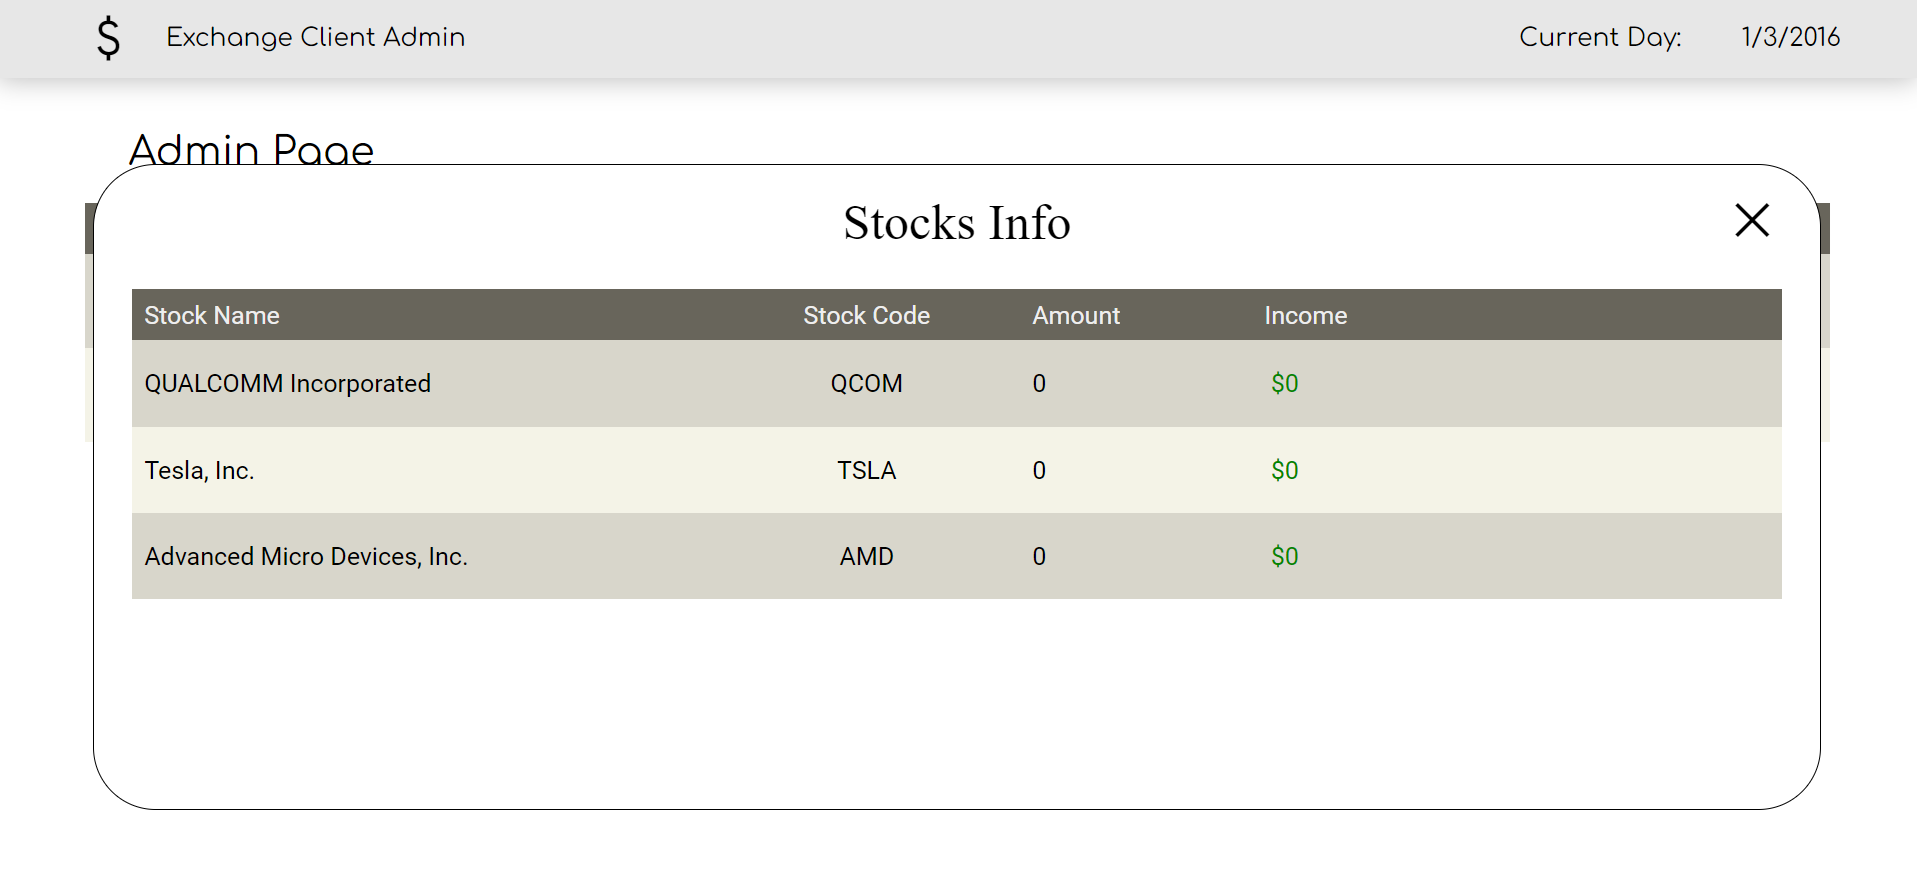 $ Exchange Client Admin Current Day: 1/3/2016
Admin Page
Stocks Info
Stock Name Stock Code Amount Income
QUALCOMM Incorporated QCOM 0 $0
Tesla, Inc. TSLA 0 $0
Advanced Micro Devices, Inc. AMD 0 $0